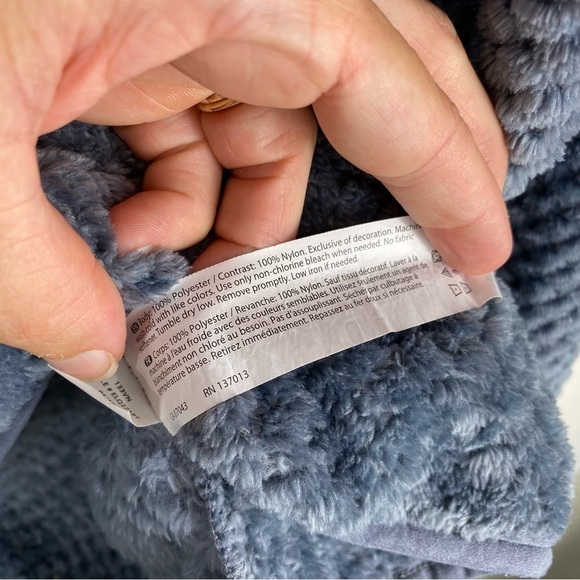 Body: 100% Polyester / Contrast: 100% Nylon. Exclusive of decoration. Machine
wash cold with like colors. Use only non-chlorine bleach when needed. No fabric
softener. Tumble dry low. Remove promptly. Low iron if needed.
Corps: 100% Polyester / Revanche: 100% Nylon. Sauf tissu décoratif. Laver à la
machine à l'eau froide avec des couleurs semblables. Utilisez seulement un agent de
blanchiment non chloré au besoin. Pas d'assouplissant. Séchez par culbutage à
température basse. Retirez immédiatement. Repassez au fer doux si nécessaire.
RN 137013